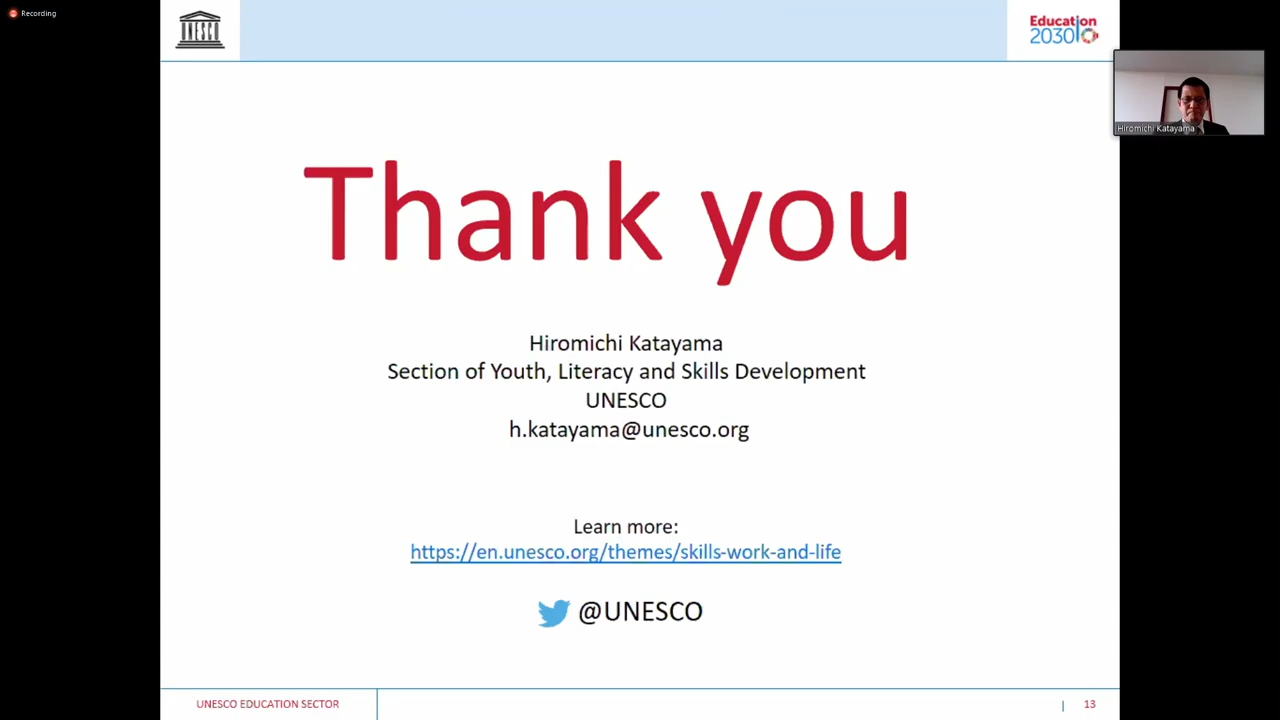 Recording
UNESCO
Education
2030
Hiromichi Katayama
Thank you
Hiromichi Katayama
Section of Youth, Literacy and Skills Development
UNESCO
h.katayama@unesco.org
Learn more:
https://en.unesco.org/themes/skills-work-and-life
@UNESCO
UNESCO EDUCATION SECTOR
| 13